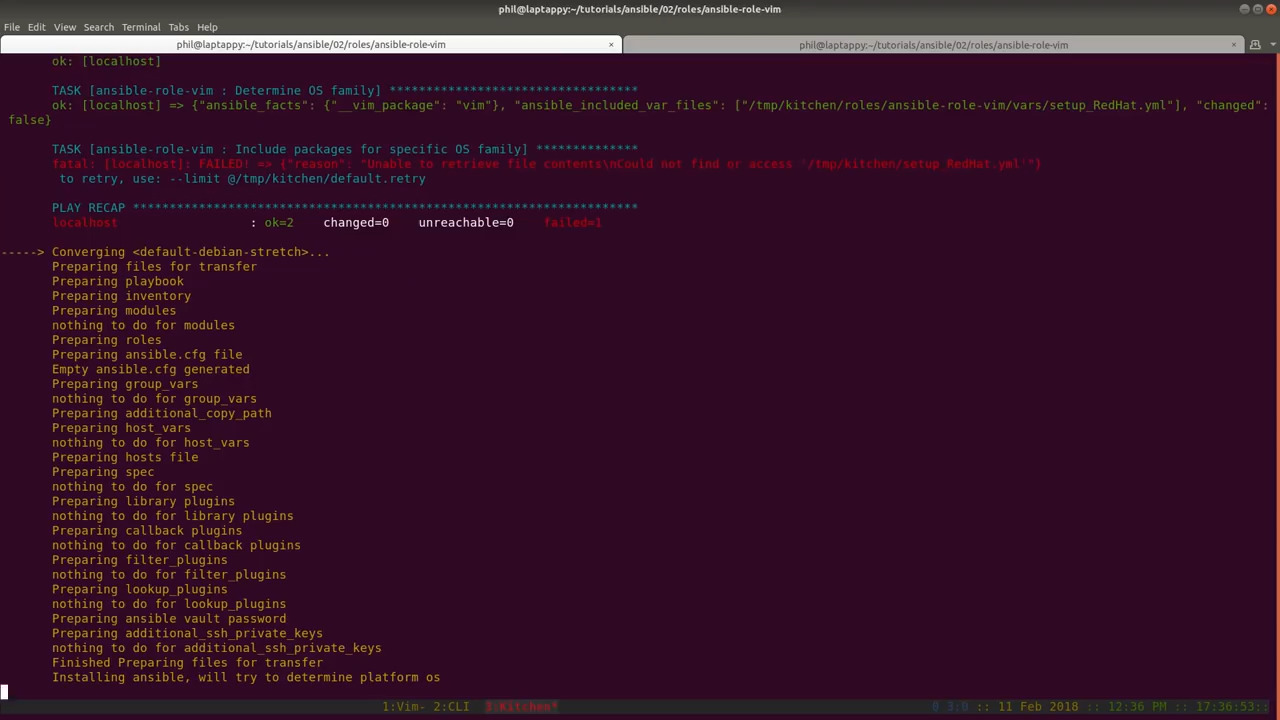 phil@laptappy:~/tutorials/ansible/02/roles/ansible-role-vim
File Edit View Search Terminal Tabs Help
phil@laptappy:~/tutorials/ansible/02/roles/ansible-role-vim × phil@laptappy:~/tutorials/ansible/02/roles/ansible-role-vim ×
ok: [localhost]
TASK [ansible-role-vim : Determine OS family] **********************************
ok: [localhost] => {"ansible_facts": {"__vim_package": "vim"}, "ansible_included_var_files": ["/tmp/kitchen/roles/ansible-role-vim/vars/setup_RedHat.yml"], "changed":
false}
TASK [ansible-role-vim : Include packages for specific OS family] **************
fatal: [localhost]: FAILED! => {"reason": "Unable to retrieve file contents\nCould not find or access '/tmp/kitchen/setup_RedHat.yml'"}
to retry, use: --limit @/tmp/kitchen/default.retry
PLAY RECAP *********************************************************************
localhost : ok=2 changed=0 unreachable=0 failed=1
-----> Converging <default-debian-stretch>...
Preparing files for transfer
Preparing playbook
Preparing inventory
Preparing modules
nothing to do for modules
Preparing roles
Preparing ansible.cfg file
Empty ansible.cfg generated
Preparing group_vars
nothing to do for group_vars
Preparing additional_copy_path
Preparing host_vars
nothing to do for host_vars
Preparing hosts file
Preparing spec
nothing to do for spec
Preparing library plugins
nothing to do for library plugins
Preparing callback plugins
nothing to do for callback plugins
Preparing filter_plugins
nothing to do for filter_plugins
Preparing lookup_plugins
nothing to do for lookup_plugins
Preparing ansible vault password
Preparing additional_ssh_private_keys
nothing to do for additional_ssh_private_keys
Finished Preparing files for transfer
Installing ansible, will try to determine platform os
1:Vim- 2:CLI 3:Kitchen* 0 3:0 :: 11 Feb 2018 :: 12:36 PM :: 17:36:53::